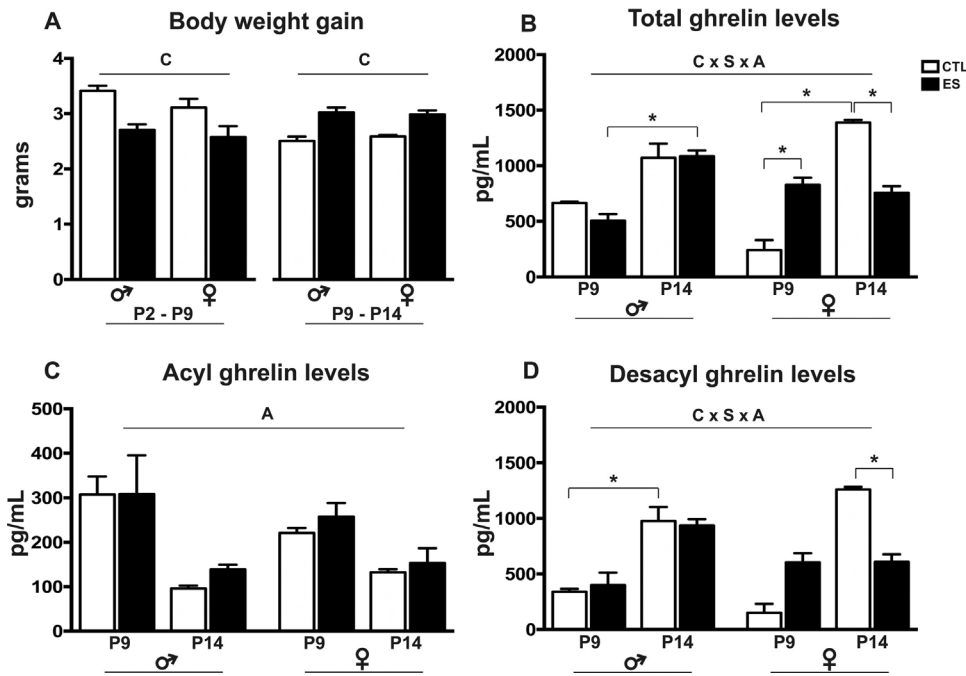 A Body weight gain
C C
4
3
2
1
0
grams
♂ ♀ ♂ ♀
P2 - P9 P9 - P14
B Total ghrelin levels
CTL
ES
C x S x A
2000
1500
1000
500
0
pg/mL
* * * *
P9 P14 P9 P14
♂ ♀
C Acyl ghrelin levels
A
500
400
300
200
100
0
pg/mL
P9 P14 P9 P14
♂ ♀
D Desacyl ghrelin levels
C x S x A
2000
1500
1000
500
0
pg/mL
* *
P9 P14 P9 P14
♂ ♀